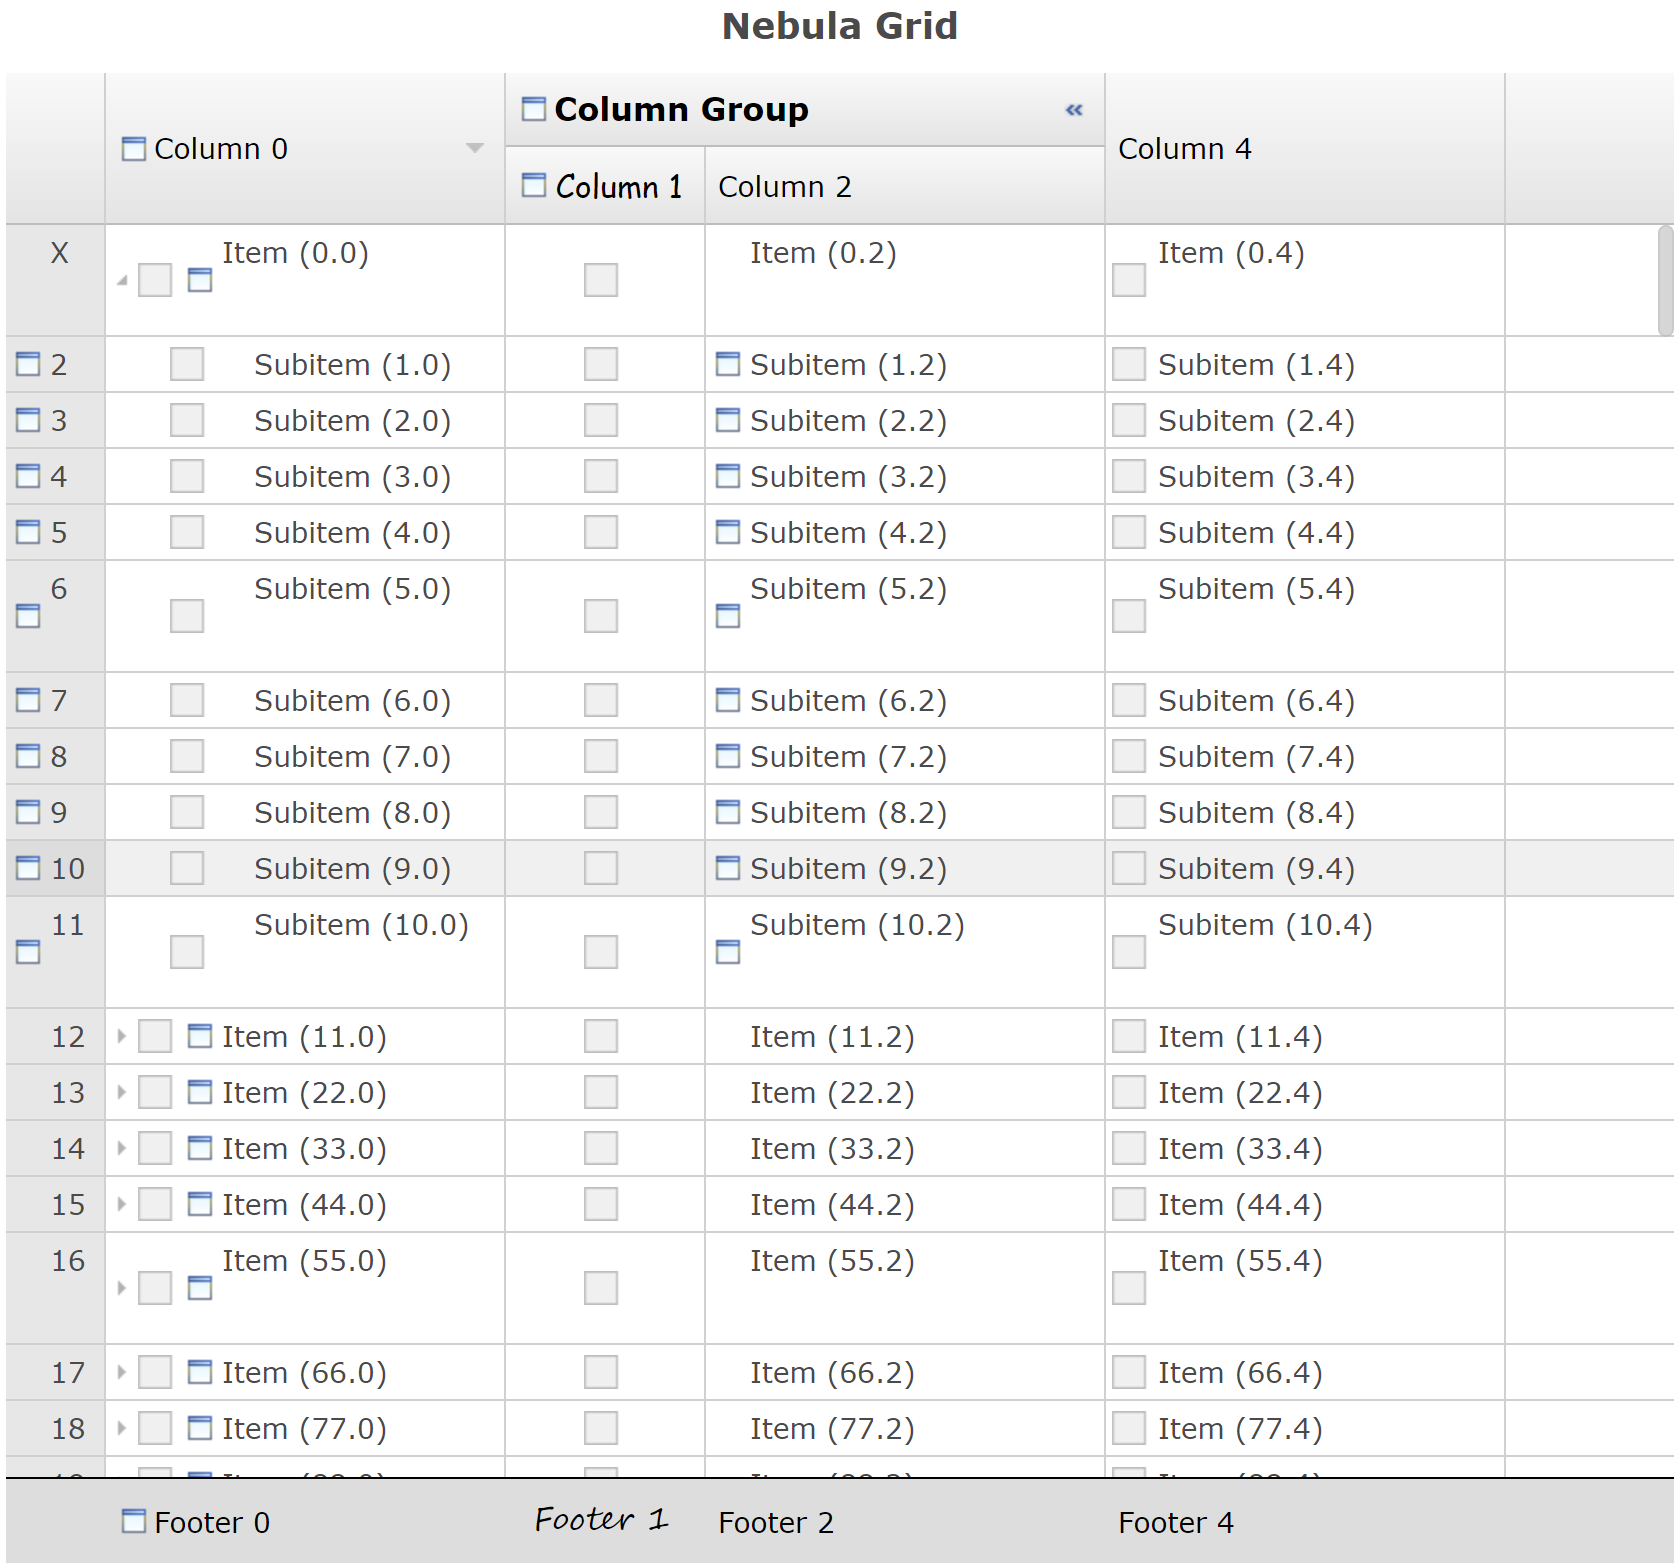 Nebula Grid
Column Group «
Column 0 Column 4
Column 1 Column 2
X Item (0.0) Item (0.2) Item (0.4)
2 Subitem (1.0) Subitem (1.2) Subitem (1.4)
3 Subitem (2.0) Subitem (2.2) Subitem (2.4)
4 Subitem (3.0) Subitem (3.2) Subitem (3.4)
5 Subitem (4.0) Subitem (4.2) Subitem (4.4)
6 Subitem (5.0) Subitem (5.2) Subitem (5.4)
7 Subitem (6.0) Subitem (6.2) Subitem (6.4)
8 Subitem (7.0) Subitem (7.2) Subitem (7.4)
9 Subitem (8.0) Subitem (8.2) Subitem (8.4)
10 Subitem (9.0) Subitem (9.2) Subitem (9.4)
11 Subitem (10.0) Subitem (10.2) Subitem (10.4)
12 Item (11.0) Item (11.2) Item (11.4)
13 Item (22.0) Item (22.2) Item (22.4)
14 Item (33.0) Item (33.2) Item (33.4)
15 Item (44.0) Item (44.2) Item (44.4)
16 Item (55.0) Item (55.2) Item (55.4)
17 Item (66.0) Item (66.2) Item (66.4)
18 Item (77.0) Item (77.2) Item (77.4)
Footer 0 Footer 1 Footer 2 Footer 4